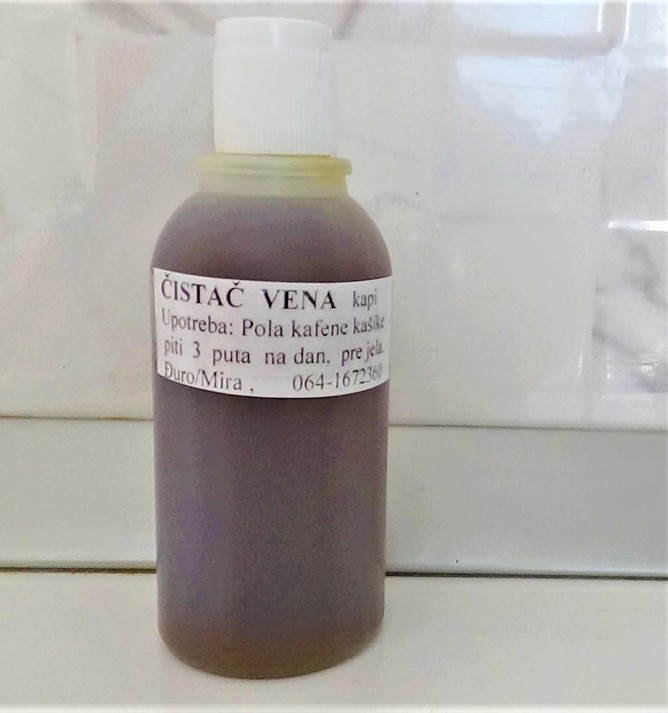 ČISTAČ VENA kapi
Upotreba: Pola kafene kašike
piti 3 puta na dan, pre jela.
Đuro/Mira , 064-1672360